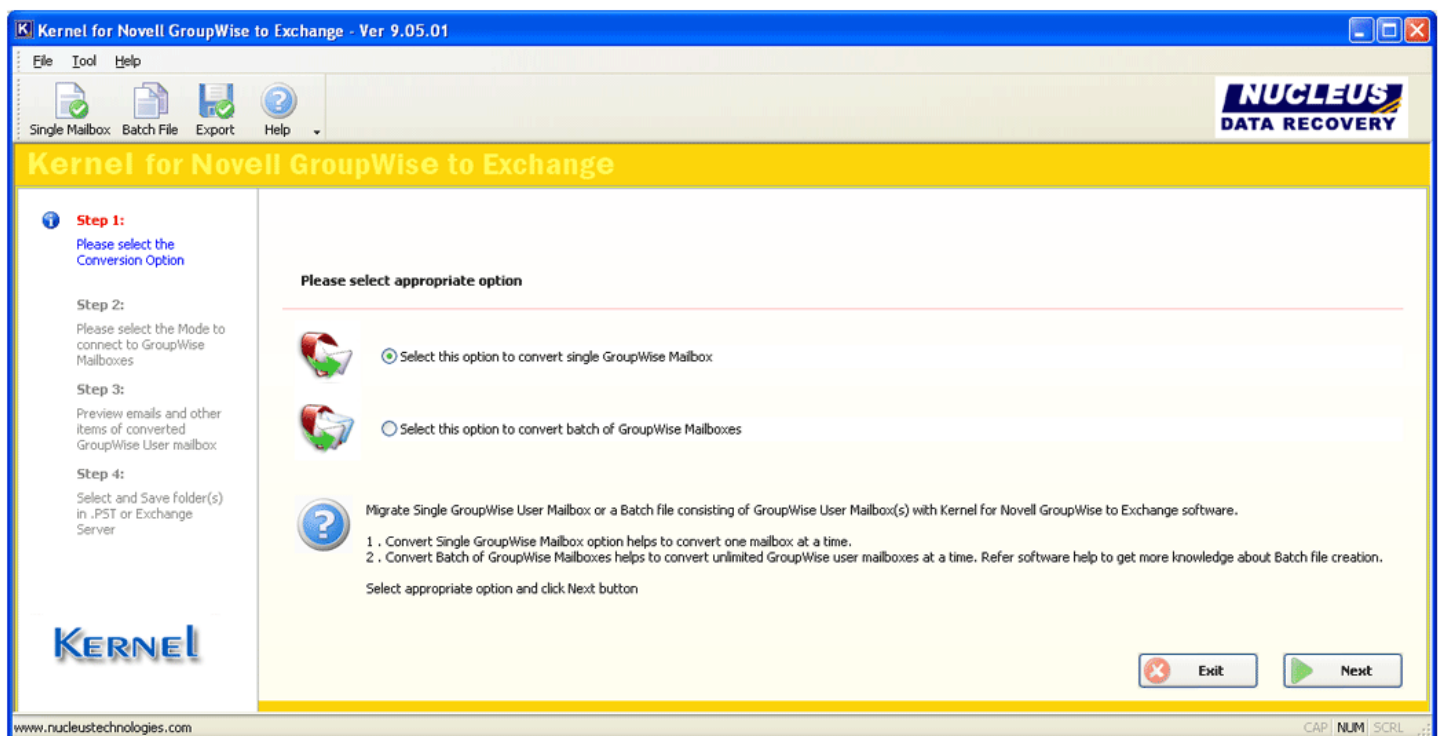 Kernel for Novell GroupWise to Exchange - Ver 9.05.01
File Tool Help
Single Mailbox Batch File Export Help
NUCLEUS
DATA RECOVERY
Kernel for Novell GroupWise to Exchange
Step 1:
Please select the
Conversion Option
Step 2:
Please select the Mode to
connect to GroupWise
Mailboxes
Step 3:
Preview emails and other
items of converted
GroupWise User mailbox
Step 4:
Select and Save folder(s)
in .PST or Exchange
Server
KERNEL
Please select appropriate option
Select this option to convert single GroupWise Mailbox
Select this option to convert batch of GroupWise Mailboxes
Migrate Single GroupWise User Mailbox or a Batch file consisting of GroupWise User Mailbox(s) with Kernel for Novell GroupWise to Exchange software.
1 . Convert Single GroupWise Mailbox option helps to convert one mailbox at a time.
2 . Convert Batch of GroupWise Mailboxes helps to convert unlimited GroupWise user mailboxes at a time. Refer software help to get more knowledge about Batch file creation.
Select appropriate option and click Next button
Exit Next
www.nucleustechnologies.com CAP NUM SCRL